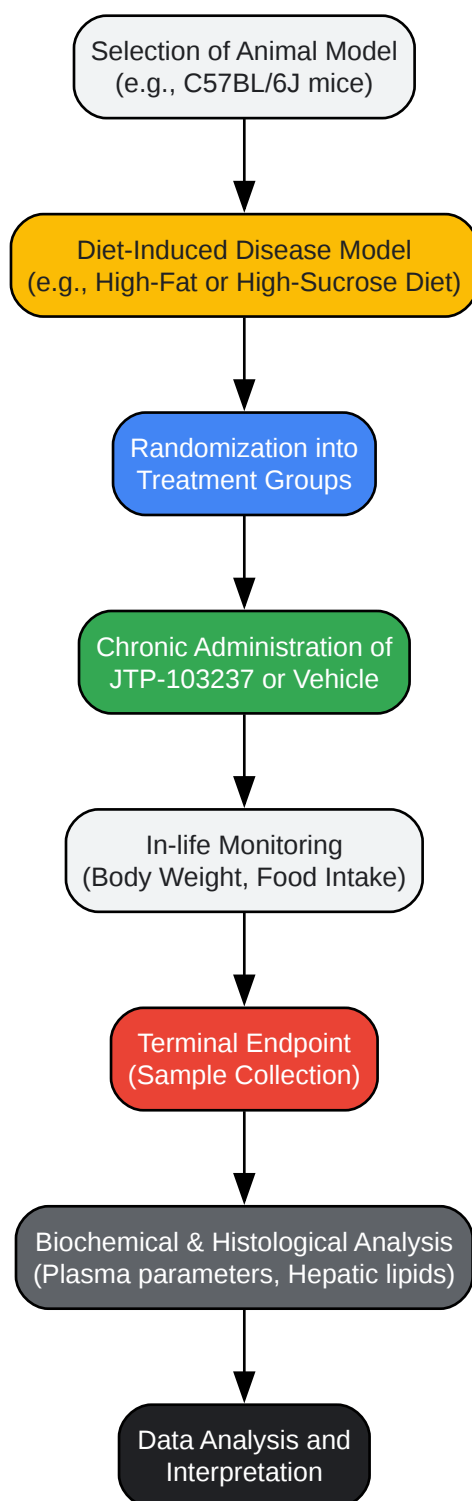 Selection of Animal Model
(e.g., C57BL/6J mice)
Diet-Induced Disease Model
(e.g., High-Fat or High-Sucrose Diet)
Randomization into
Treatment Groups
Chronic Administration of
JTP-103237 or Vehicle
In-life Monitoring
(Body Weight, Food Intake)
Terminal Endpoint
(Sample Collection)
Biochemical & Histological Analysis
(Plasma parameters, Hepatic lipids)
Data Analysis and
Interpretation